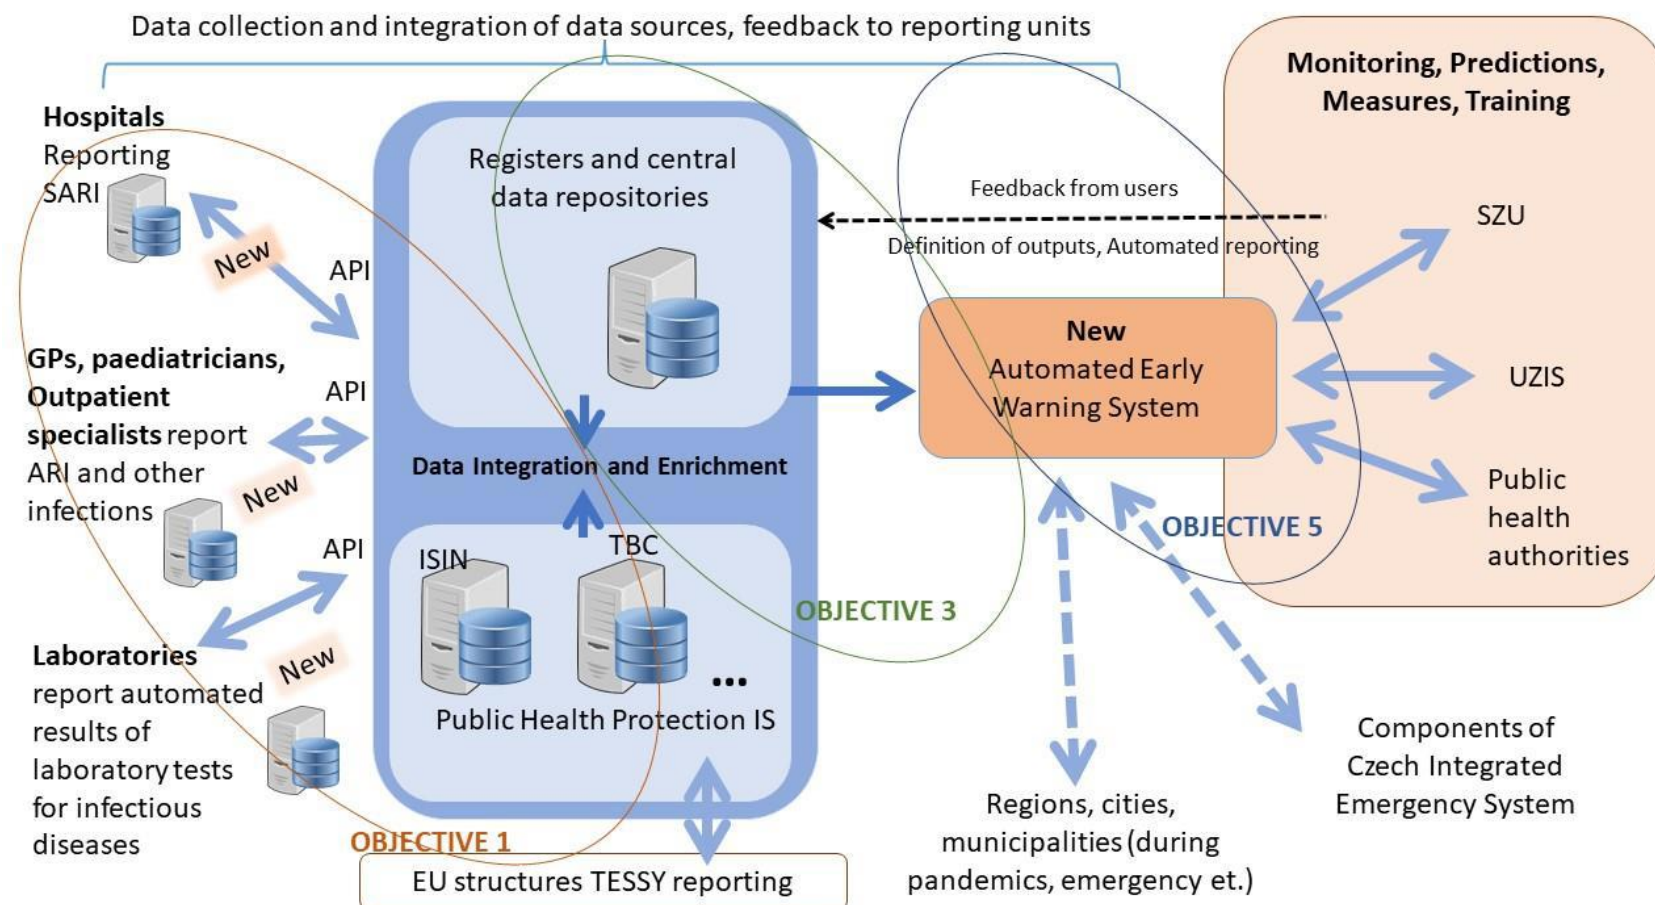 Data collection and integration of data sources, feedback to reporting units
Hospitals
Reporting
SARI
New
API
GPs, paediatricians,
Outpatient
specialists report
ARI and other
infections
API
New
API
Laboratories
report automated
results of
laboratory tests
for infectious
diseases
New
OBJECTIVE 1
Registers and central
data repositories
Data Integration and Enrichment
ISIN
TBC
...
Public Health Protection IS
EU structures TESSY reporting
OBJECTIVE 3
Feedback from users
Definition of outputs, Automated reporting
New
Automated Early
Warning System
OBJECTIVE 5
Regions, cities,
municipalities (during
pandemics, emergency et.)
Components of
Czech Integrated
Emergency System
Monitoring, Predictions,
Measures, Training
SZU
UZIS
Public
health
authorities